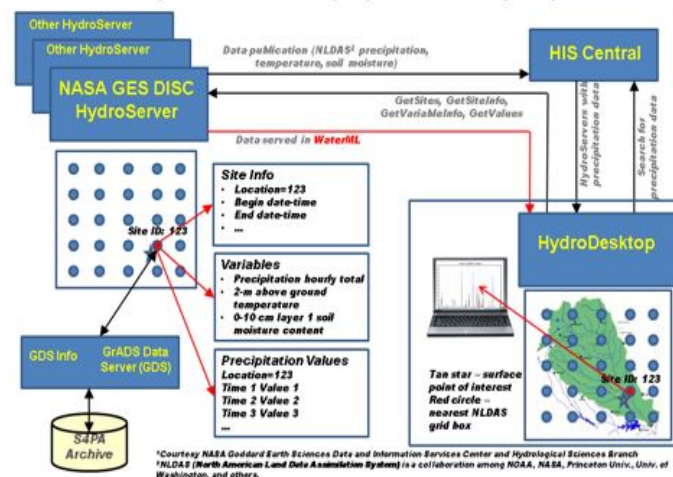 Other HydroServer
Other HydroServer
NASA GES DISC
HydroServer
Data publication (NLDAS² precipitation,
temperature, soil moisture)
HIS Central
GetSites, GetSiteInfo,
GetVariableInfo, GetValues
Data served in WaterML
HydroServers with
precipitation data
Search for
precipitation data
Site ID: 123
Site Info
• Location=123
• Begin date-time
• End date-time
• ...
Variables
• Precipitation hourly total
• 2-m above ground
temperature
• 0-10 cm layer 1 soil
moisture content
Precipitation Values
Location=123
Time 1 Value 1
Time 2 Value 2
Time 3 Value 3
...
GDS Info
GrADS Data
Server (GDS)
S4PA
Archive
HydroDesktop
Site ID: 123
Tan star – surface
point of interest
Red circle –
nearest NLDAS
grid box
¹Courtesy NASA Goddard Earth Sciences Data and Information Services Center and Hydrological Sciences Branch
²NLDAS (North American Land Data Assimilation System) is a collaboration among NOAA, NASA, Princeton Univ., Univ. of
Washington, and others.